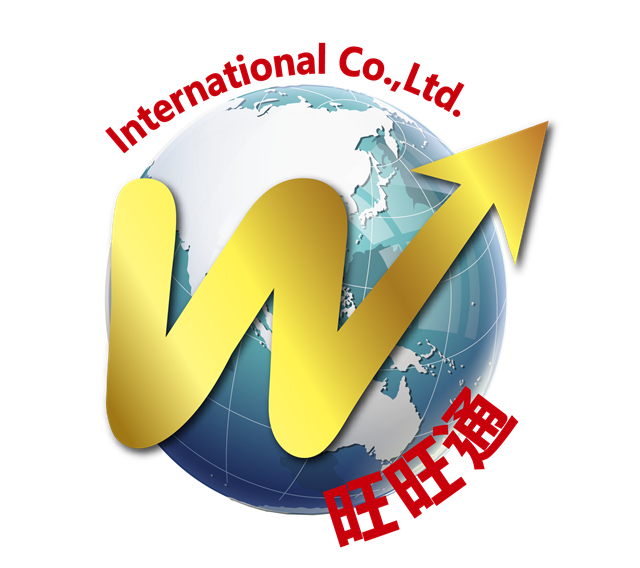 International Co.,Ltd.
W
旺旺通